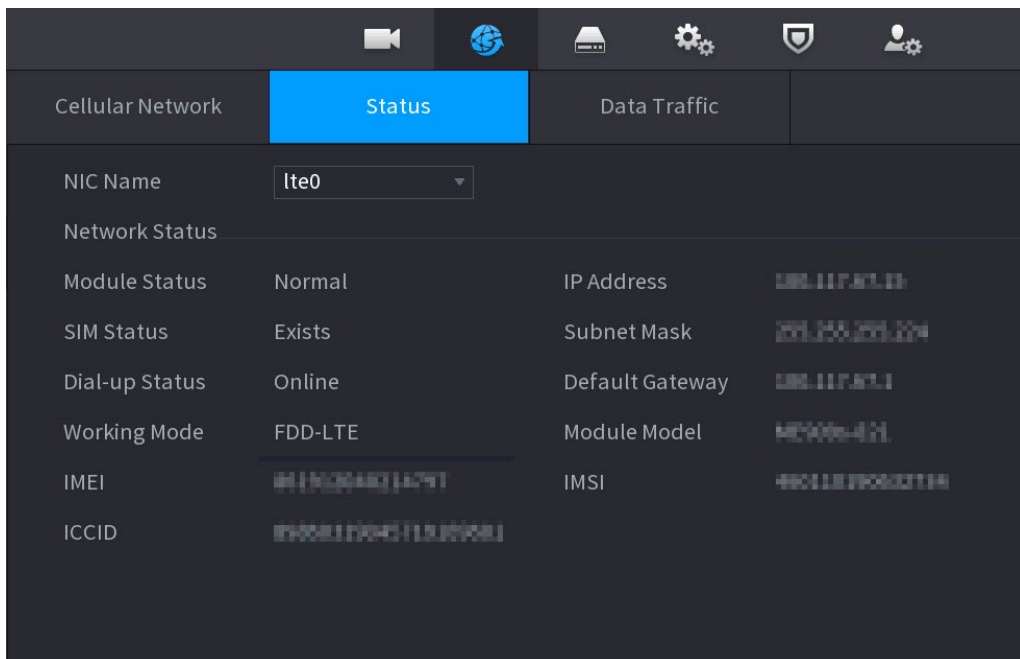 Cellular Network Status Data Traffic
NIC Name lte0
Network Status
Module Status Normal IP Address
SIM Status Exists Subnet Mask
Dial-up Status Online Default Gateway
Working Mode FDD-LTE Module Model
IMEI IMSI
ICCID